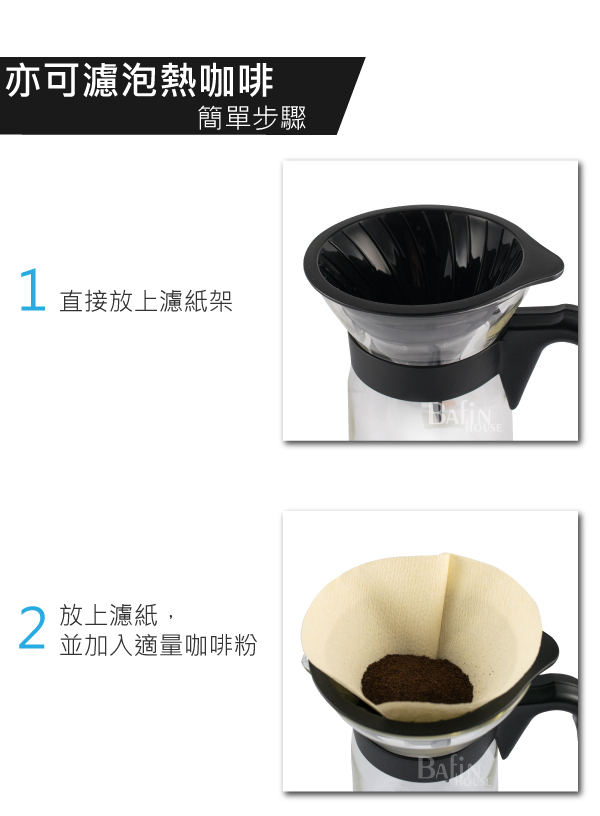 亦可濾泡熱咖啡
簡單步驟
1 直接放上濾紙架
BafiN
HOUSE
2 放上濾紙，
並加入適量咖啡粉
BafiN
HOUSE